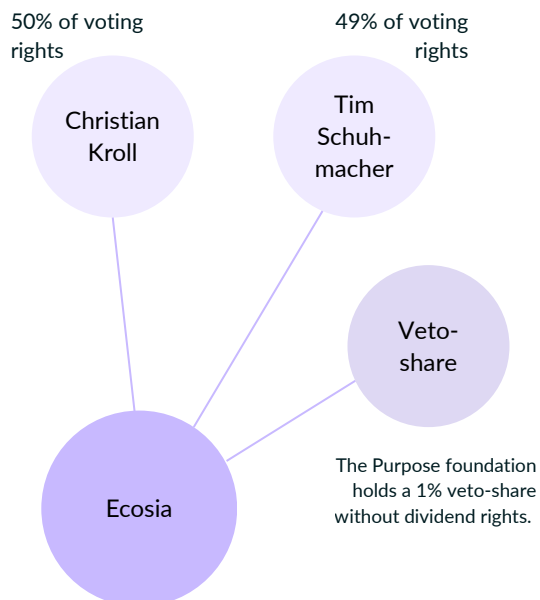 50% of voting
rights
49% of voting
rights
Christian
Kroll
Tim
Schuh-
macher
Veto-
share
The Purpose foundation
holds a 1% veto-share
without dividend rights.
Ecosia